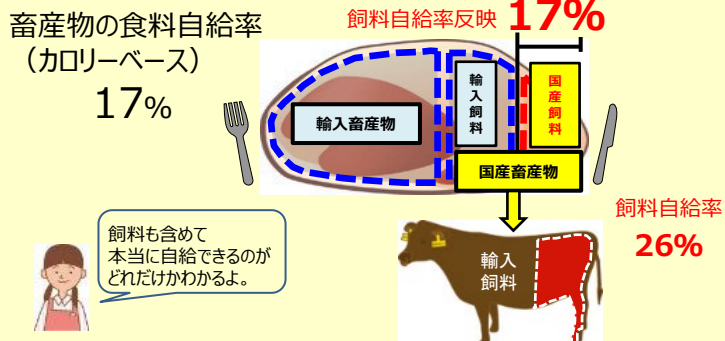 畜産物の食料自給率
（カロリーベース）
17%
飼料自給率反映 17%
輸入畜産物
輸入飼料
国産飼料
国産畜産物
飼料自給率
26%
輸入
飼料
飼料も含めて
本当に自給できるのが
どれだけかわかるよ。